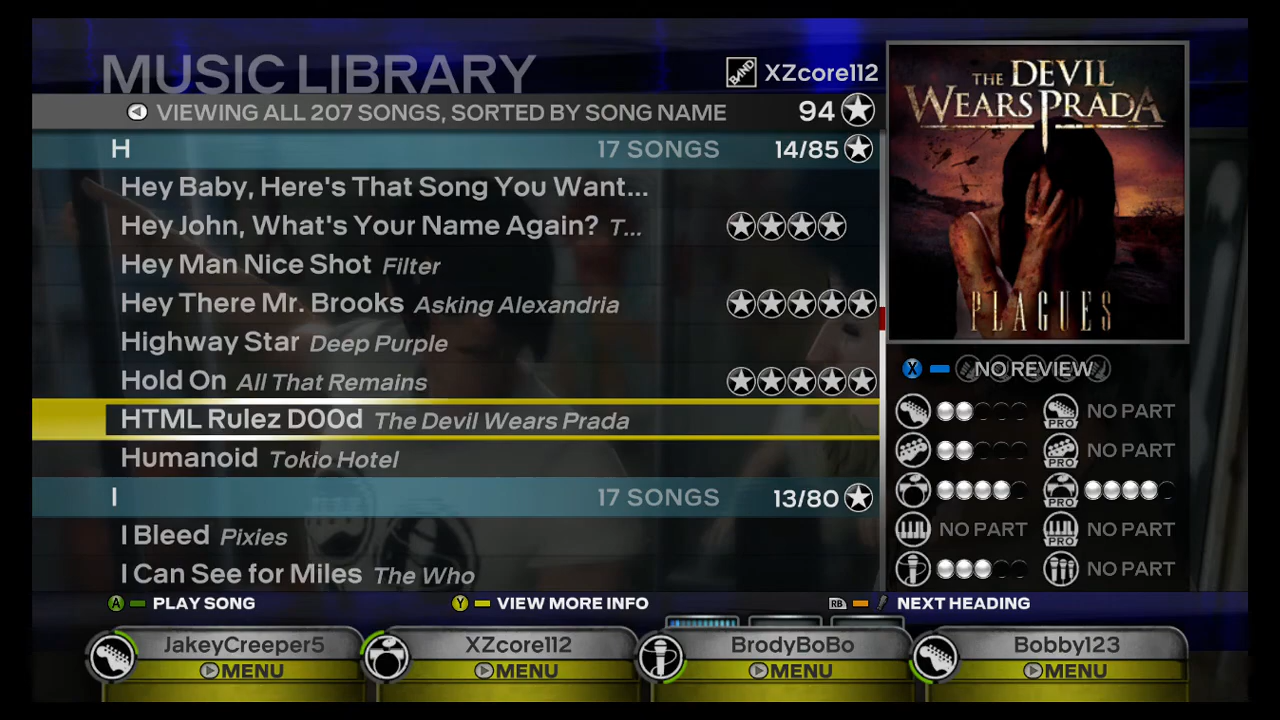 MUSIC LIBRARY
BAND XZcore112
VIEWING ALL 207 SONGS, SORTED BY SONG NAME 94
H 17 SONGS 14/85
Hey Baby, Here's That Song You Want...
Hey John, What's Your Name Again? T...
Hey Man Nice Shot Filter
Hey There Mr. Brooks Asking Alexandria
Highway Star Deep Purple
Hold On All That Remains
HTML Rulez D00d The Devil Wears Prada
Humanoid Tokio Hotel
I 17 SONGS 13/80
I Bleed Pixies
I Can See for Miles The Who
THE DEVIL
WEARS PRADA
PLAGUES
X NO REVIEW
PRO NO PART
PRO NO PART
PRO
NO PART PRO NO PART
NO PART
A PLAY SONG Y VIEW MORE INFO RB NEXT HEADING
JakeyCreeper5 XZcore112 BrodyBoBo Bobby123
MENU MENU MENU MENU